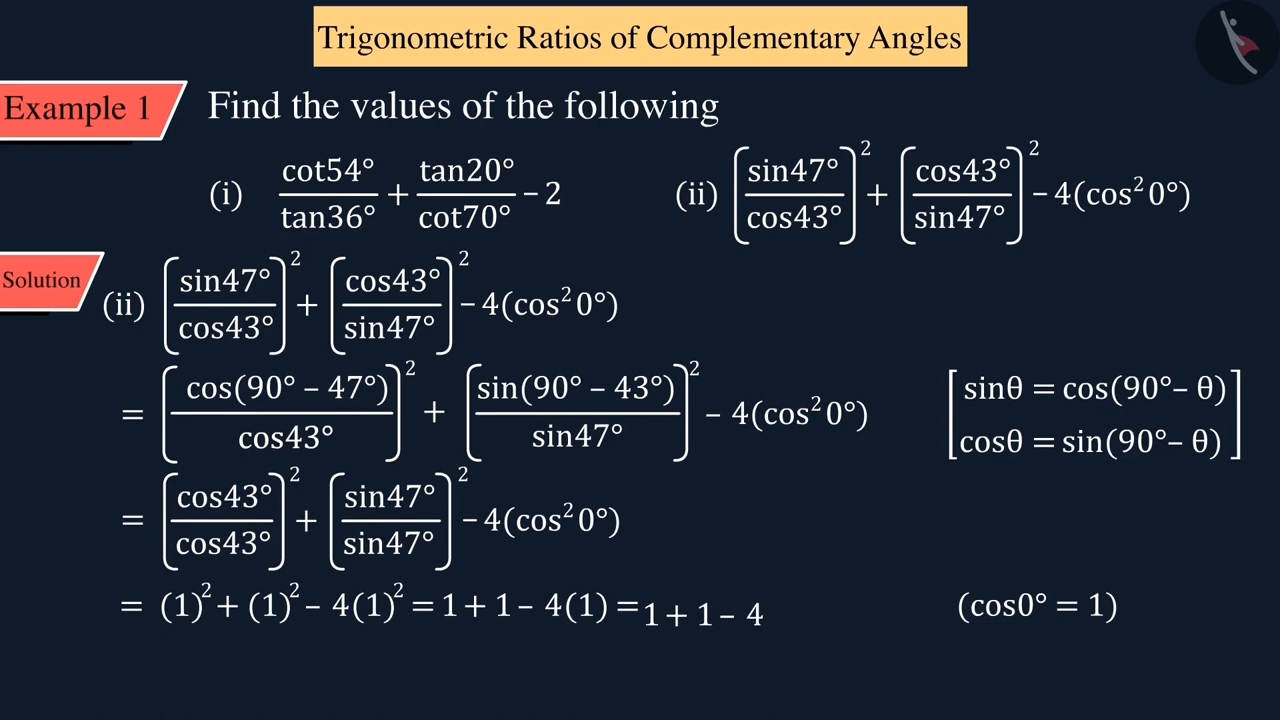 Trigonometric Ratios of Complementary Angles
Example 1 Find the values of the following
(i) cot54°/tan36° + tan20°/cot70° – 2 (ii) [sin47°/cos43°]² + [cos43°/sin47°]² – 4(cos²0°)
Solution (ii) [sin47°/cos43°]² + [cos43°/sin47°]² – 4(cos²0°)
= [cos(90° – 47°)/cos43°]² + [sin(90° – 43°)/sin47°]² – 4(cos²0°) [sinθ = cos(90°– θ) cosθ = sin(90°– θ)]
= [cos43°/cos43°]² + [sin47°/sin47°]² – 4(cos²0°)
= (1)² + (1)² – 4(1)² = 1 + 1 – 4(1) = 1 + 1 – 4 (cos0° = 1)